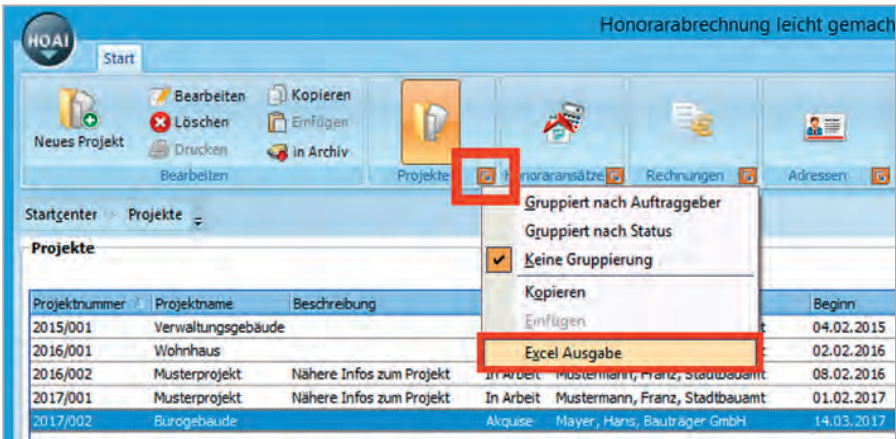 Honorarabrechnung leicht gemach
HOAI
Start
Neues Projekt
Bearbeiten
Löschen
Drucken
Kopieren
Einfügen
in Archiv
Bearbeiten
Projekte
Honoraransätze
Rechnungen
Adressen
Startcenter Projekte
Projekte
Gruppiert nach Auftraggeber
Gruppiert nach Status
Keine Gruppierung
Kopieren
Einfügen
Excel Ausgabe
Projektnummer Projektname Beschreibung Beginn
2015/001 Verwaltungsgebäude 04.02.2015
2016/001 Wohnhaus 02.02.2016
2016/002 Musterprojekt Nähere Infos zum Projekt In Arbeit Mustermann, Franz, Stadtbauamt 08.02.2016
2017/001 Musterprojekt Nähere Infos zum Projekt In Arbeit Mustermann, Franz, Stadtbauamt 01.02.2017
2017/002 Bürogebäude Akquise Mayer, Hans, Bauträger GmbH 14.03.2017